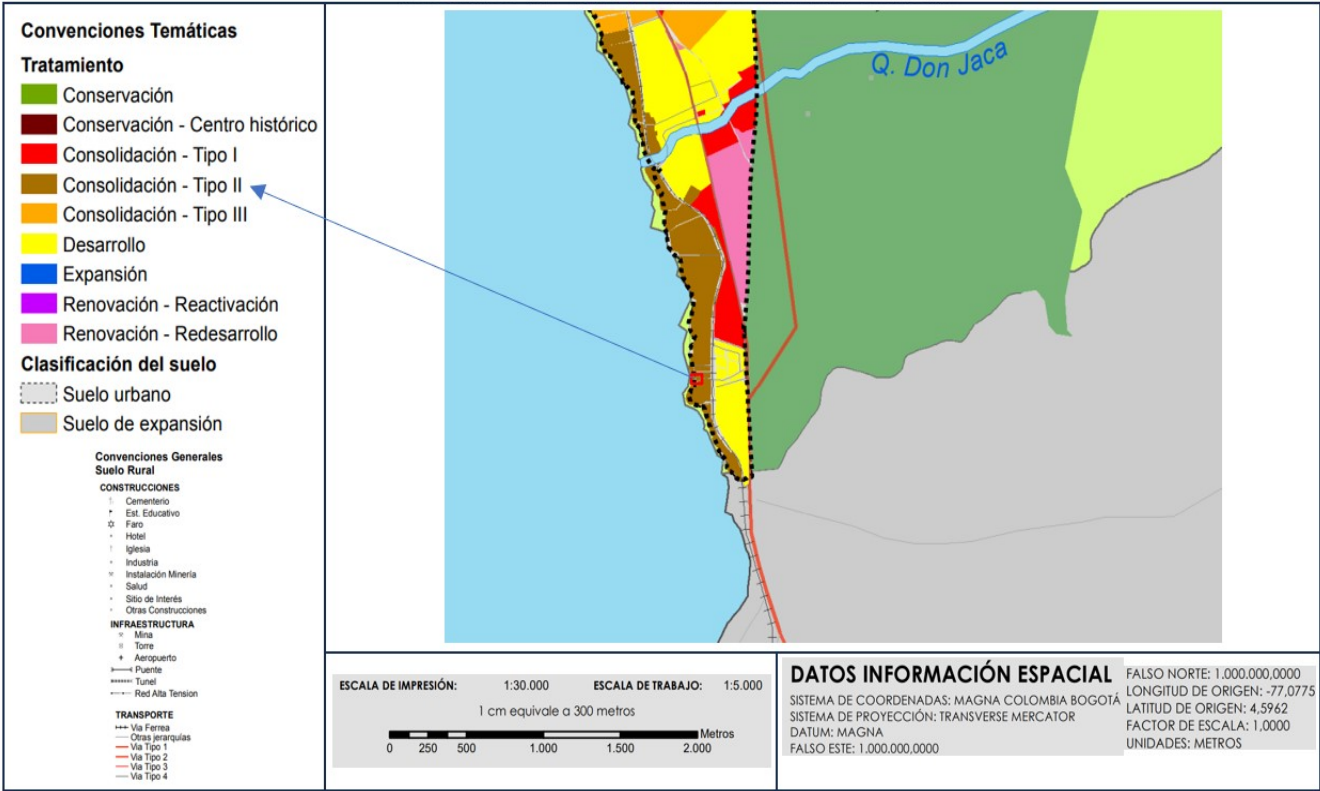 Convenciones Temáticas
Tratamiento
Conservación
Conservación - Centro histórico
Consolidación - Tipo I
Consolidación - Tipo II
Consolidación - Tipo III
Desarrollo
Expansión
Renovación - Reactivación
Renovación - Redesarrollo
Clasificación del suelo
Suelo urbano
Suelo de expansión
Convenciones Generales
Suelo Rural
CONSTRUCCIONES
Cementerio
Est. Educativo
Faro
Hotel
Iglesia
Industria
Instalación Minería
Salud
Sitio de Interés
Otras Construcciones
INFRAESTRUCTURA
Mina
Torre
Aeropuerto
Puente
Tunel
Red Alta Tension
TRANSPORTE
Via Ferrea
Otras jerarquías
Via Tipo 1
Via Tipo 2
Via Tipo 3
Via Tipo 4
Q. Don Jaca
ESCALA DE IMPRESIÓN: 1:30.000 ESCALA DE TRABAJO: 1:5.000
1 cm equivale a 300 metros
Metros
0 250 500 1.000 1.500 2.000
DATOS INFORMACIÓN ESPACIAL
SISTEMA DE COORDENADAS: MAGNA COLOMBIA BOGOTÁ
SISTEMA DE PROYECCIÓN: TRANSVERSE MERCATOR
DATUM: MAGNA
FALSO ESTE: 1.000.000,0000
FALSO NORTE: 1.000.000,0000
LONGITUD DE ORIGEN: -77,0775
LATITUD DE ORIGEN: 4,5962
FACTOR DE ESCALA: 1,0000
UNIDADES: METROS